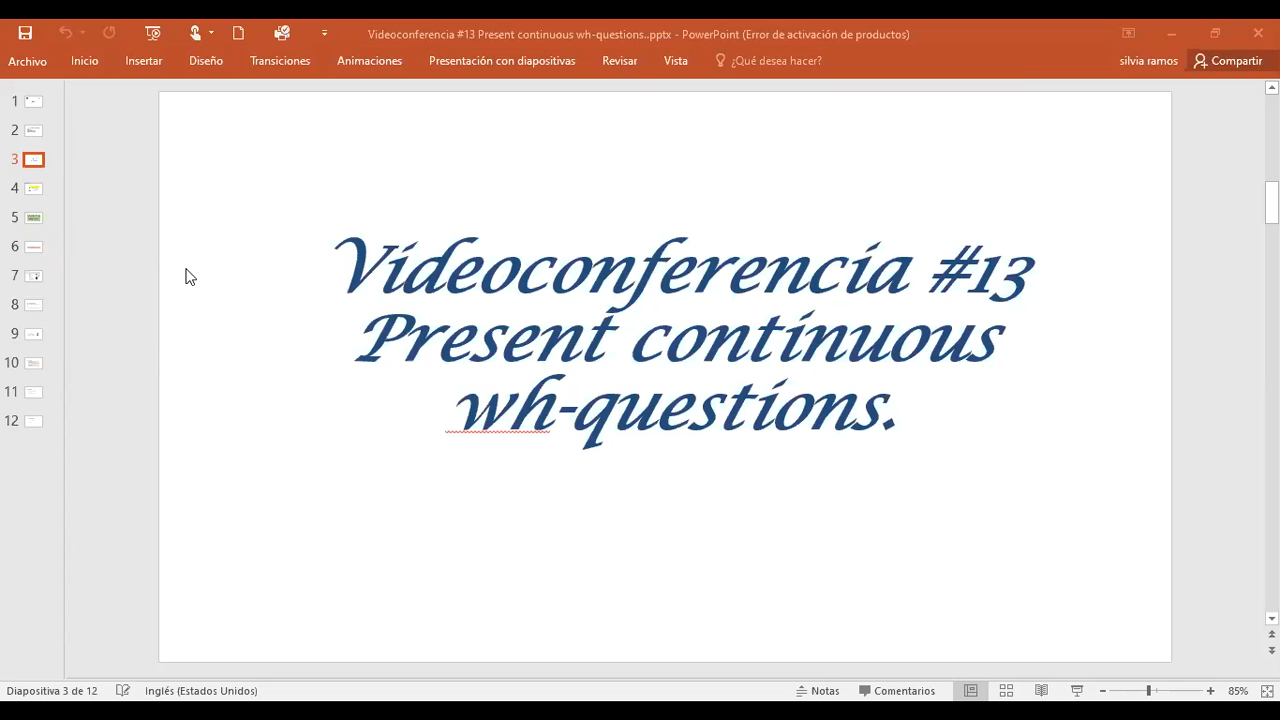 Videoconferencia #13 Present continuous wh-questions..pptx - PowerPoint (Error de activación de productos)
Archivo Inicio Insertar Diseño Transiciones Animaciones Presentación con diapositivas Revisar Vista ¿Qué desea hacer? silvia ramos Compartir
1
2
3
4
5
6
7
8
9
10
11
12
Videoconferencia #13
Present continuous
wh-questions.
Diapositiva 3 de 12 Inglés (Estados Unidos) Notas Comentarios 85%